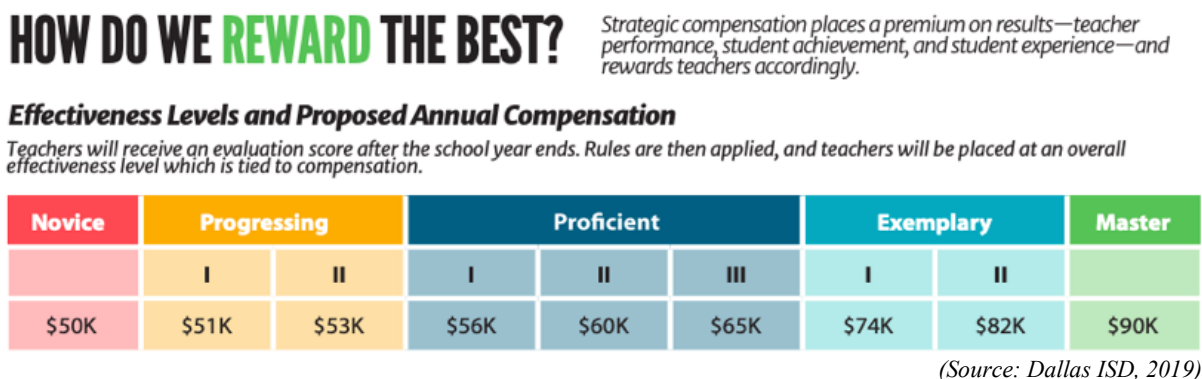 HOW DO WE REWARD THE BEST?
Strategic compensation places a premium on results—teacher
performance, student achievement, and student experience—and
rewards teachers accordingly.
Effectiveness Levels and Proposed Annual Compensation
Teachers will receive an evaluation score after the school year ends. Rules are then applied, and teachers will be placed at an overall
effectiveness level which is tied to compensation.
Novice Progressing Proficient Exemplary Master
I II I II III I II
$50K $51K $53K $56K $60K $65K $74K $82K $90K
(Source: Dallas ISD, 2019)